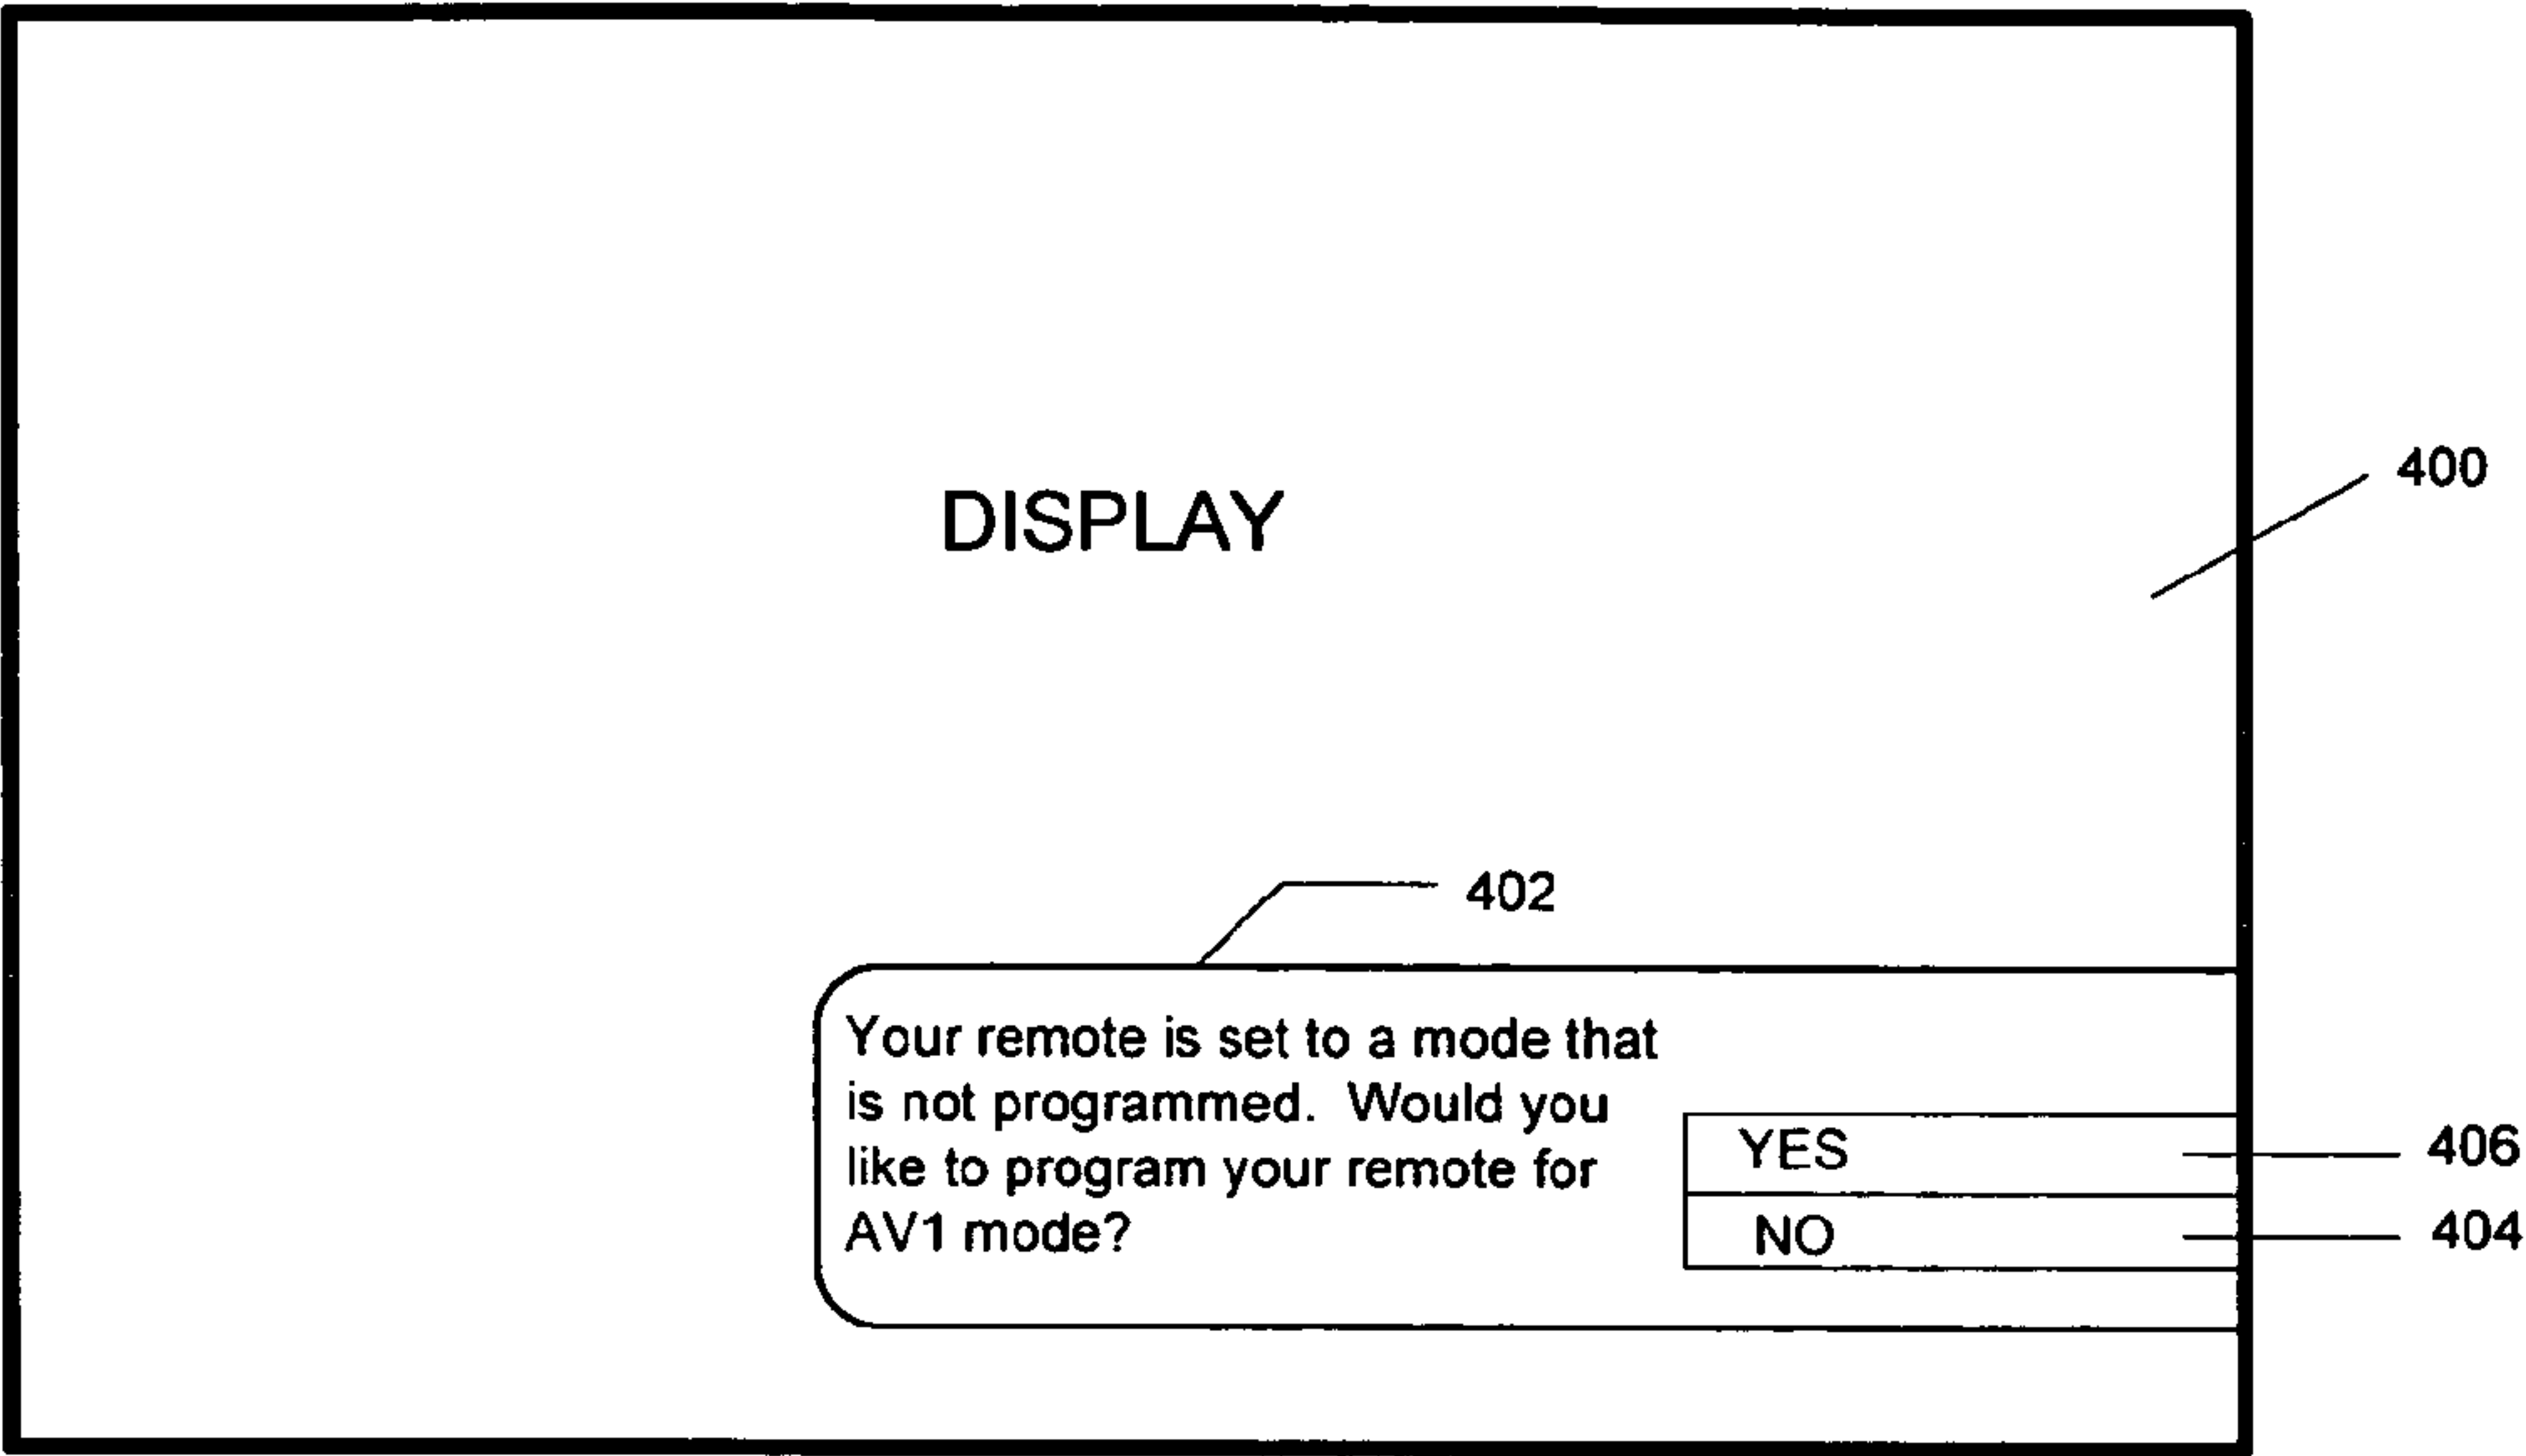 DISPLAY
400
402
Your remote is set to a mode that
is not programmed.  Would you
like to program your remote for
AV1 mode?
YES
406
NO
404